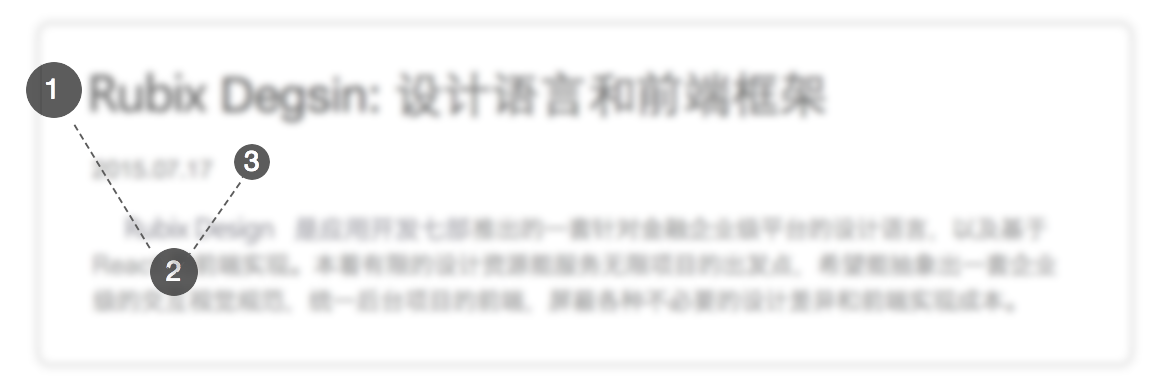 1 Rubix Degsin: 设计语言和前端框架
2015.07.17 3
Rubix Design 是应用开发七部推出的一套针对金融企业级平台的设计语言，以及基于
2 前端实现。本着有限的设计资源能服务无限项目的出发点，希望能抽象出一套企业
级的交互视觉规范，统一后台项目的前端，屏蔽各种不必要的设计差异和前端实现成本。